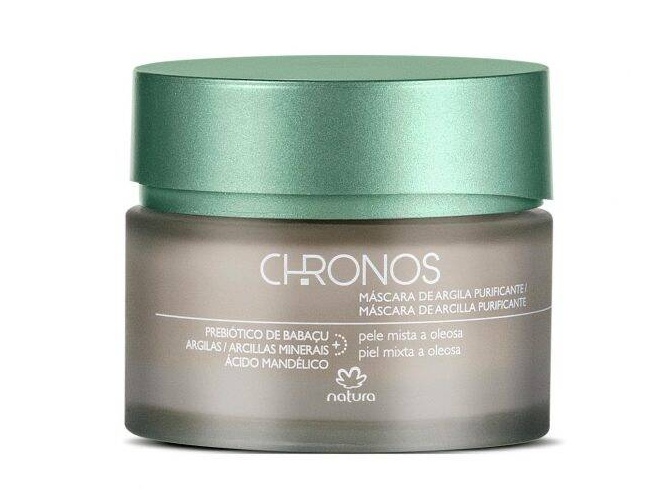 CHRONOS
MÁSCARA DE ARGILA PURIFICANTE /
MÁSCARA DE ARCILLA PURIFICANTE
PREBIÓTICO DE BABAÇU
ARGILAS / ARCILLAS MINERAIS
ÁCIDO MANDÉLICO
+
pele mista a oleosa
piel mixta a oleosa
natura